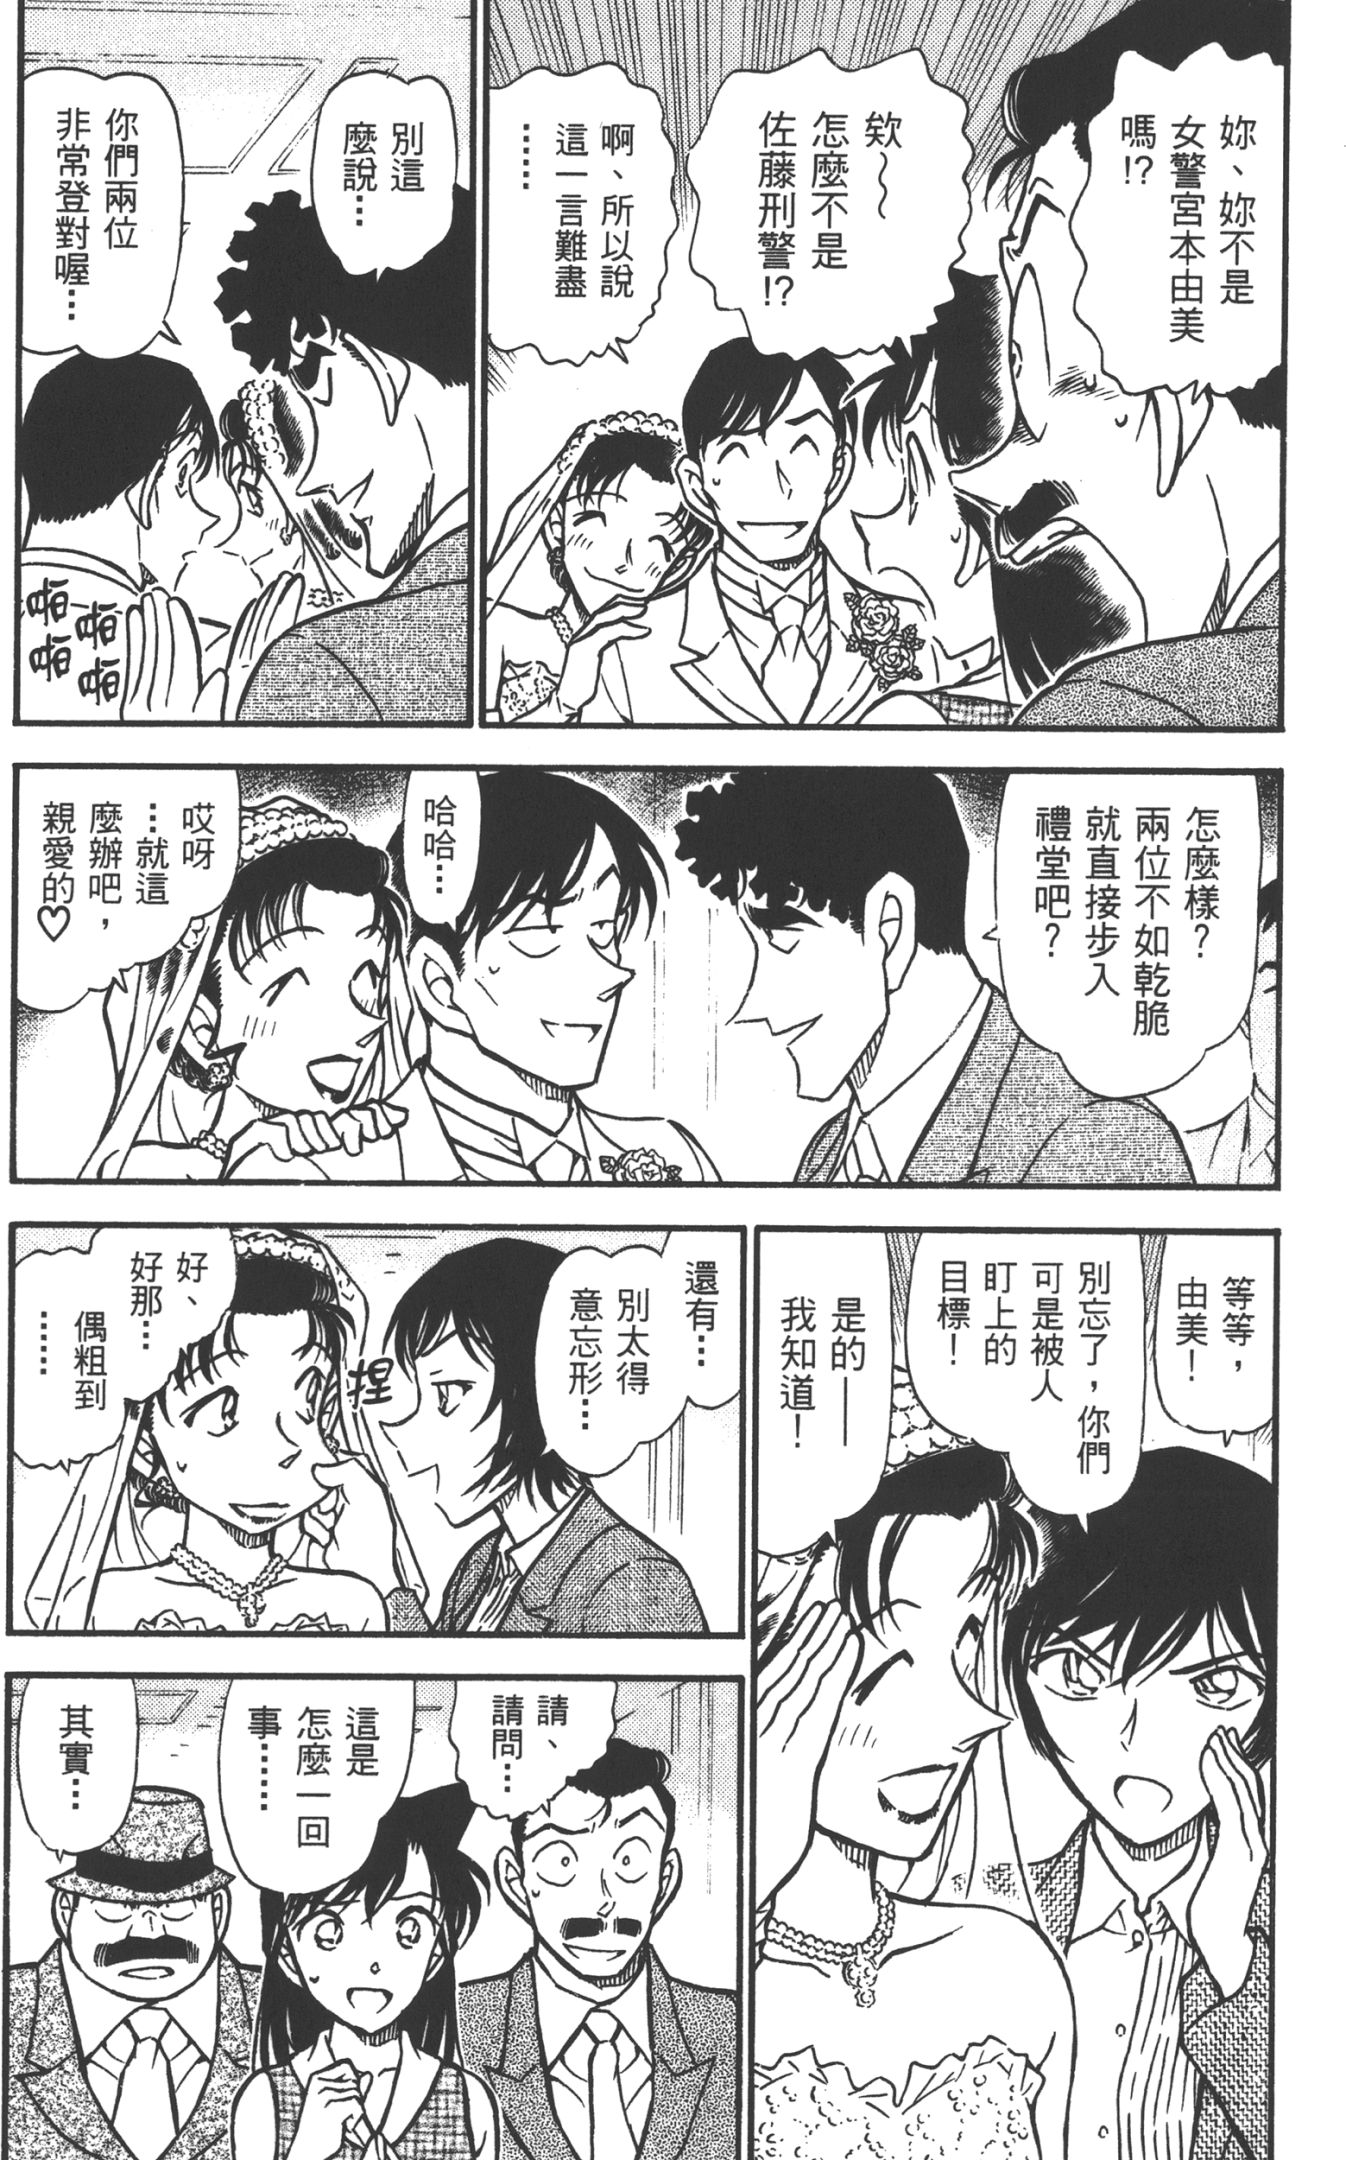 妳、妳不是
女警宮本由美
嗎!?
欸～
怎麼不是
佐藤刑警!?
啊、所以說
這一言難盡
……
別這
麼說…
你們兩位
非常登對喔…
啪啪
啪啪
啪啪
怎麼樣？
兩位不如乾脆
就直接步入
禮堂吧？
哈哈…
哎呀
…就這
麼辦吧，
親愛的♡
等等，
由美！
別忘了，你們
可是被人
盯上的
目標！
是的——
我知道！
還有…
別太得
意忘形…
捏
好、
好那…
偶粗到
……
請、
請問…
這是
怎麼一回
事……
其實…